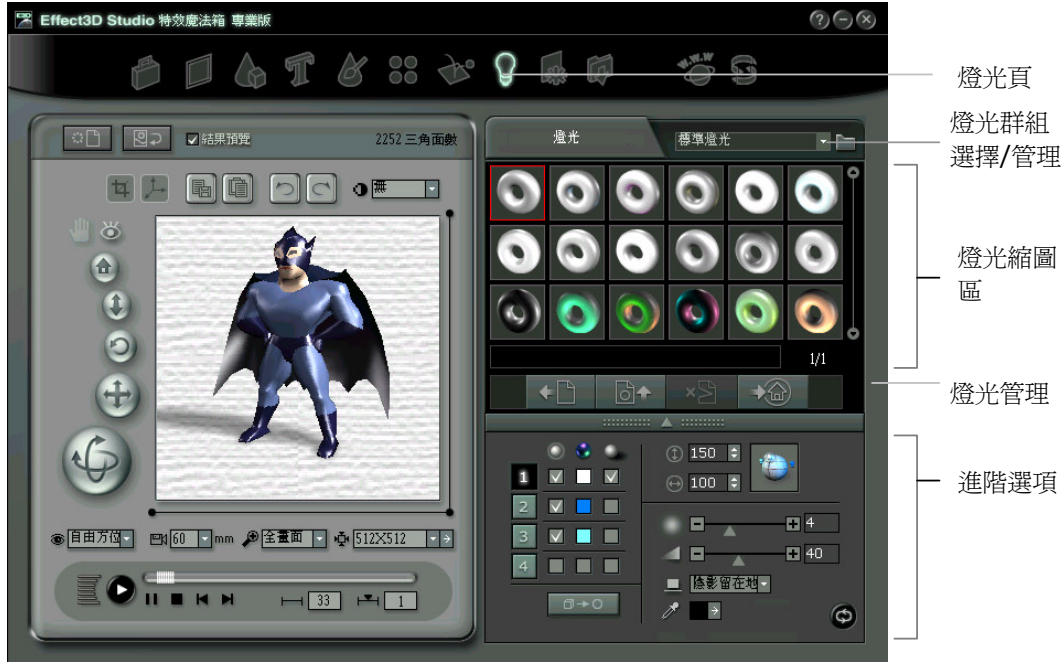 Effect3D Studio 特效魔法箱 專業版
W.W.W
燈光頁
結果預覽
2252 三角面數
燈光
標準燈光
燈光群組
選擇/管理
無
燈光縮圖
區
1/1
燈光管理
1
150
2
100
進階選項
3
4
4
40
陰影留在地
自由方位
60
mm
全畫面
512X512
33
1